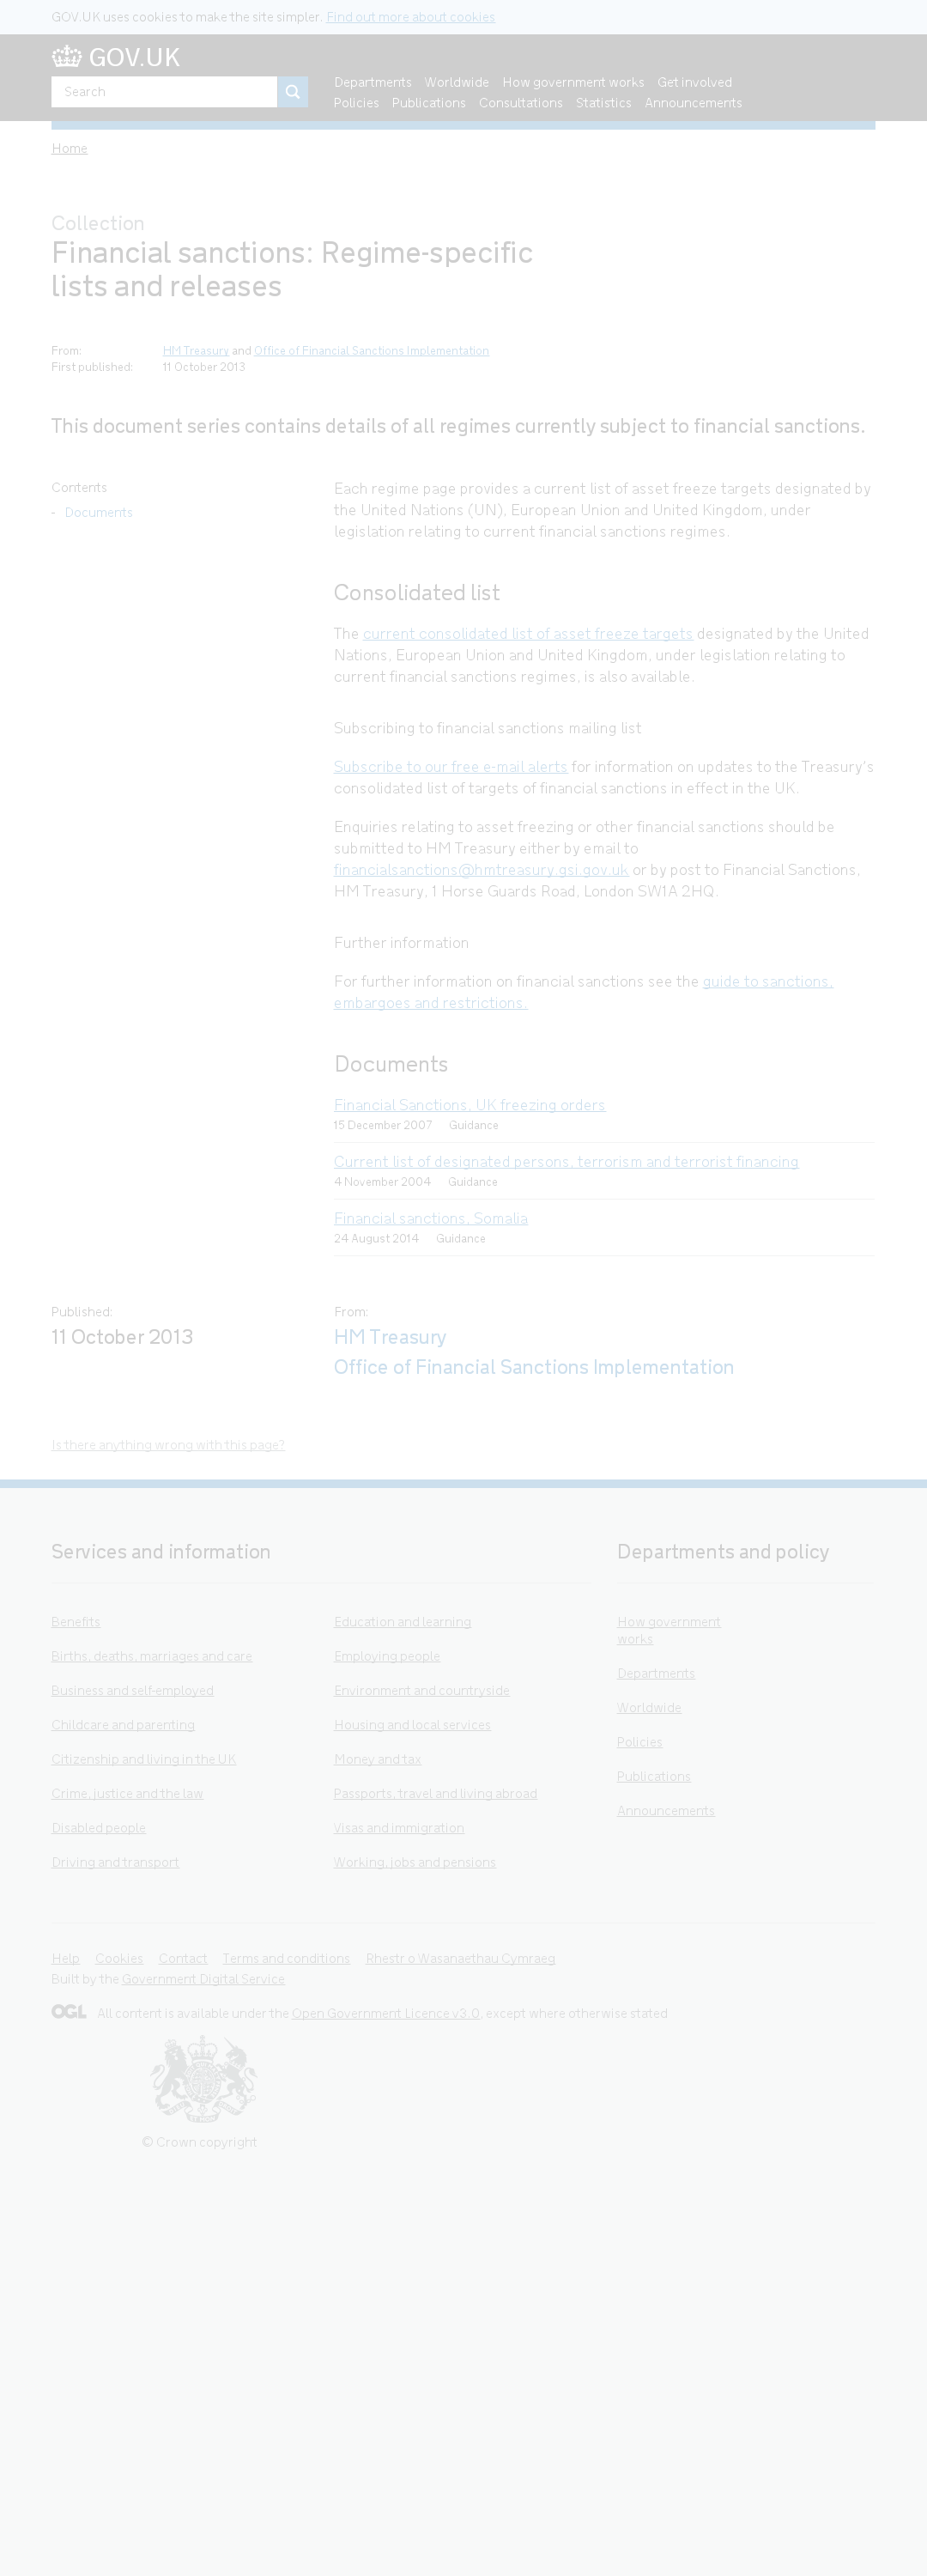 GOV.UK uses cookies to make the site simpler. Find out more about cookies
GOV.UK
Search
Departments Worldwide How government works Get involved
Policies Publications Consultations Statistics Announcements
Home
Collection
Financial sanctions: Regime-specific
lists and releases
From: HM Treasury and Office of Financial Sanctions Implementation
First published: 11 October 2013
This document series contains details of all regimes currently subject to financial sanctions.
Contents
- Documents
Each regime page provides a current list of asset freeze targets designated by
the United Nations (UN), European Union and United Kingdom, under
legislation relating to current financial sanctions regimes.
Consolidated list
The current consolidated list of asset freeze targets designated by the United
Nations, European Union and United Kingdom, under legislation relating to
current financial sanctions regimes, is also available.
Subscribing to financial sanctions mailing list
Subscribe to our free e-mail alerts for information on updates to the Treasury's
consolidated list of targets of financial sanctions in effect in the UK.
Enquiries relating to asset freezing or other financial sanctions should be
submitted to HM Treasury either by email to
financialsanctions@hmtreasury.gsi.gov.uk or by post to Financial Sanctions,
HM Treasury, 1 Horse Guards Road, London SW1A 2HQ.
Further information
For further information on financial sanctions see the guide to sanctions,
embargoes and restrictions.
Documents
Financial Sanctions, UK freezing orders
15 December 2007 Guidance
Current list of designated persons, terrorism and terrorist financing
4 November 2004 Guidance
Financial sanctions, Somalia
24 August 2014 Guidance
Published: From:
11 October 2013 HM Treasury
Office of Financial Sanctions Implementation
Is there anything wrong with this page?
Services and information
Benefits
Births, deaths, marriages and care
Business and self-employed
Childcare and parenting
Citizenship and living in the UK
Crime, justice and the law
Disabled people
Driving and transport
Education and learning
Employing people
Environment and countryside
Housing and local services
Money and tax
Passports, travel and living abroad
Visas and immigration
Working, jobs and pensions
Departments and policy
How government
works
Departments
Worldwide
Policies
Publications
Announcements
Help Cookies Contact Terms and conditions Rhestr o Wasanaethau Cymraeg
Built by the Government Digital Service
OGL All content is available under the Open Government Licence v3.0, except where otherwise stated
© Crown copyright